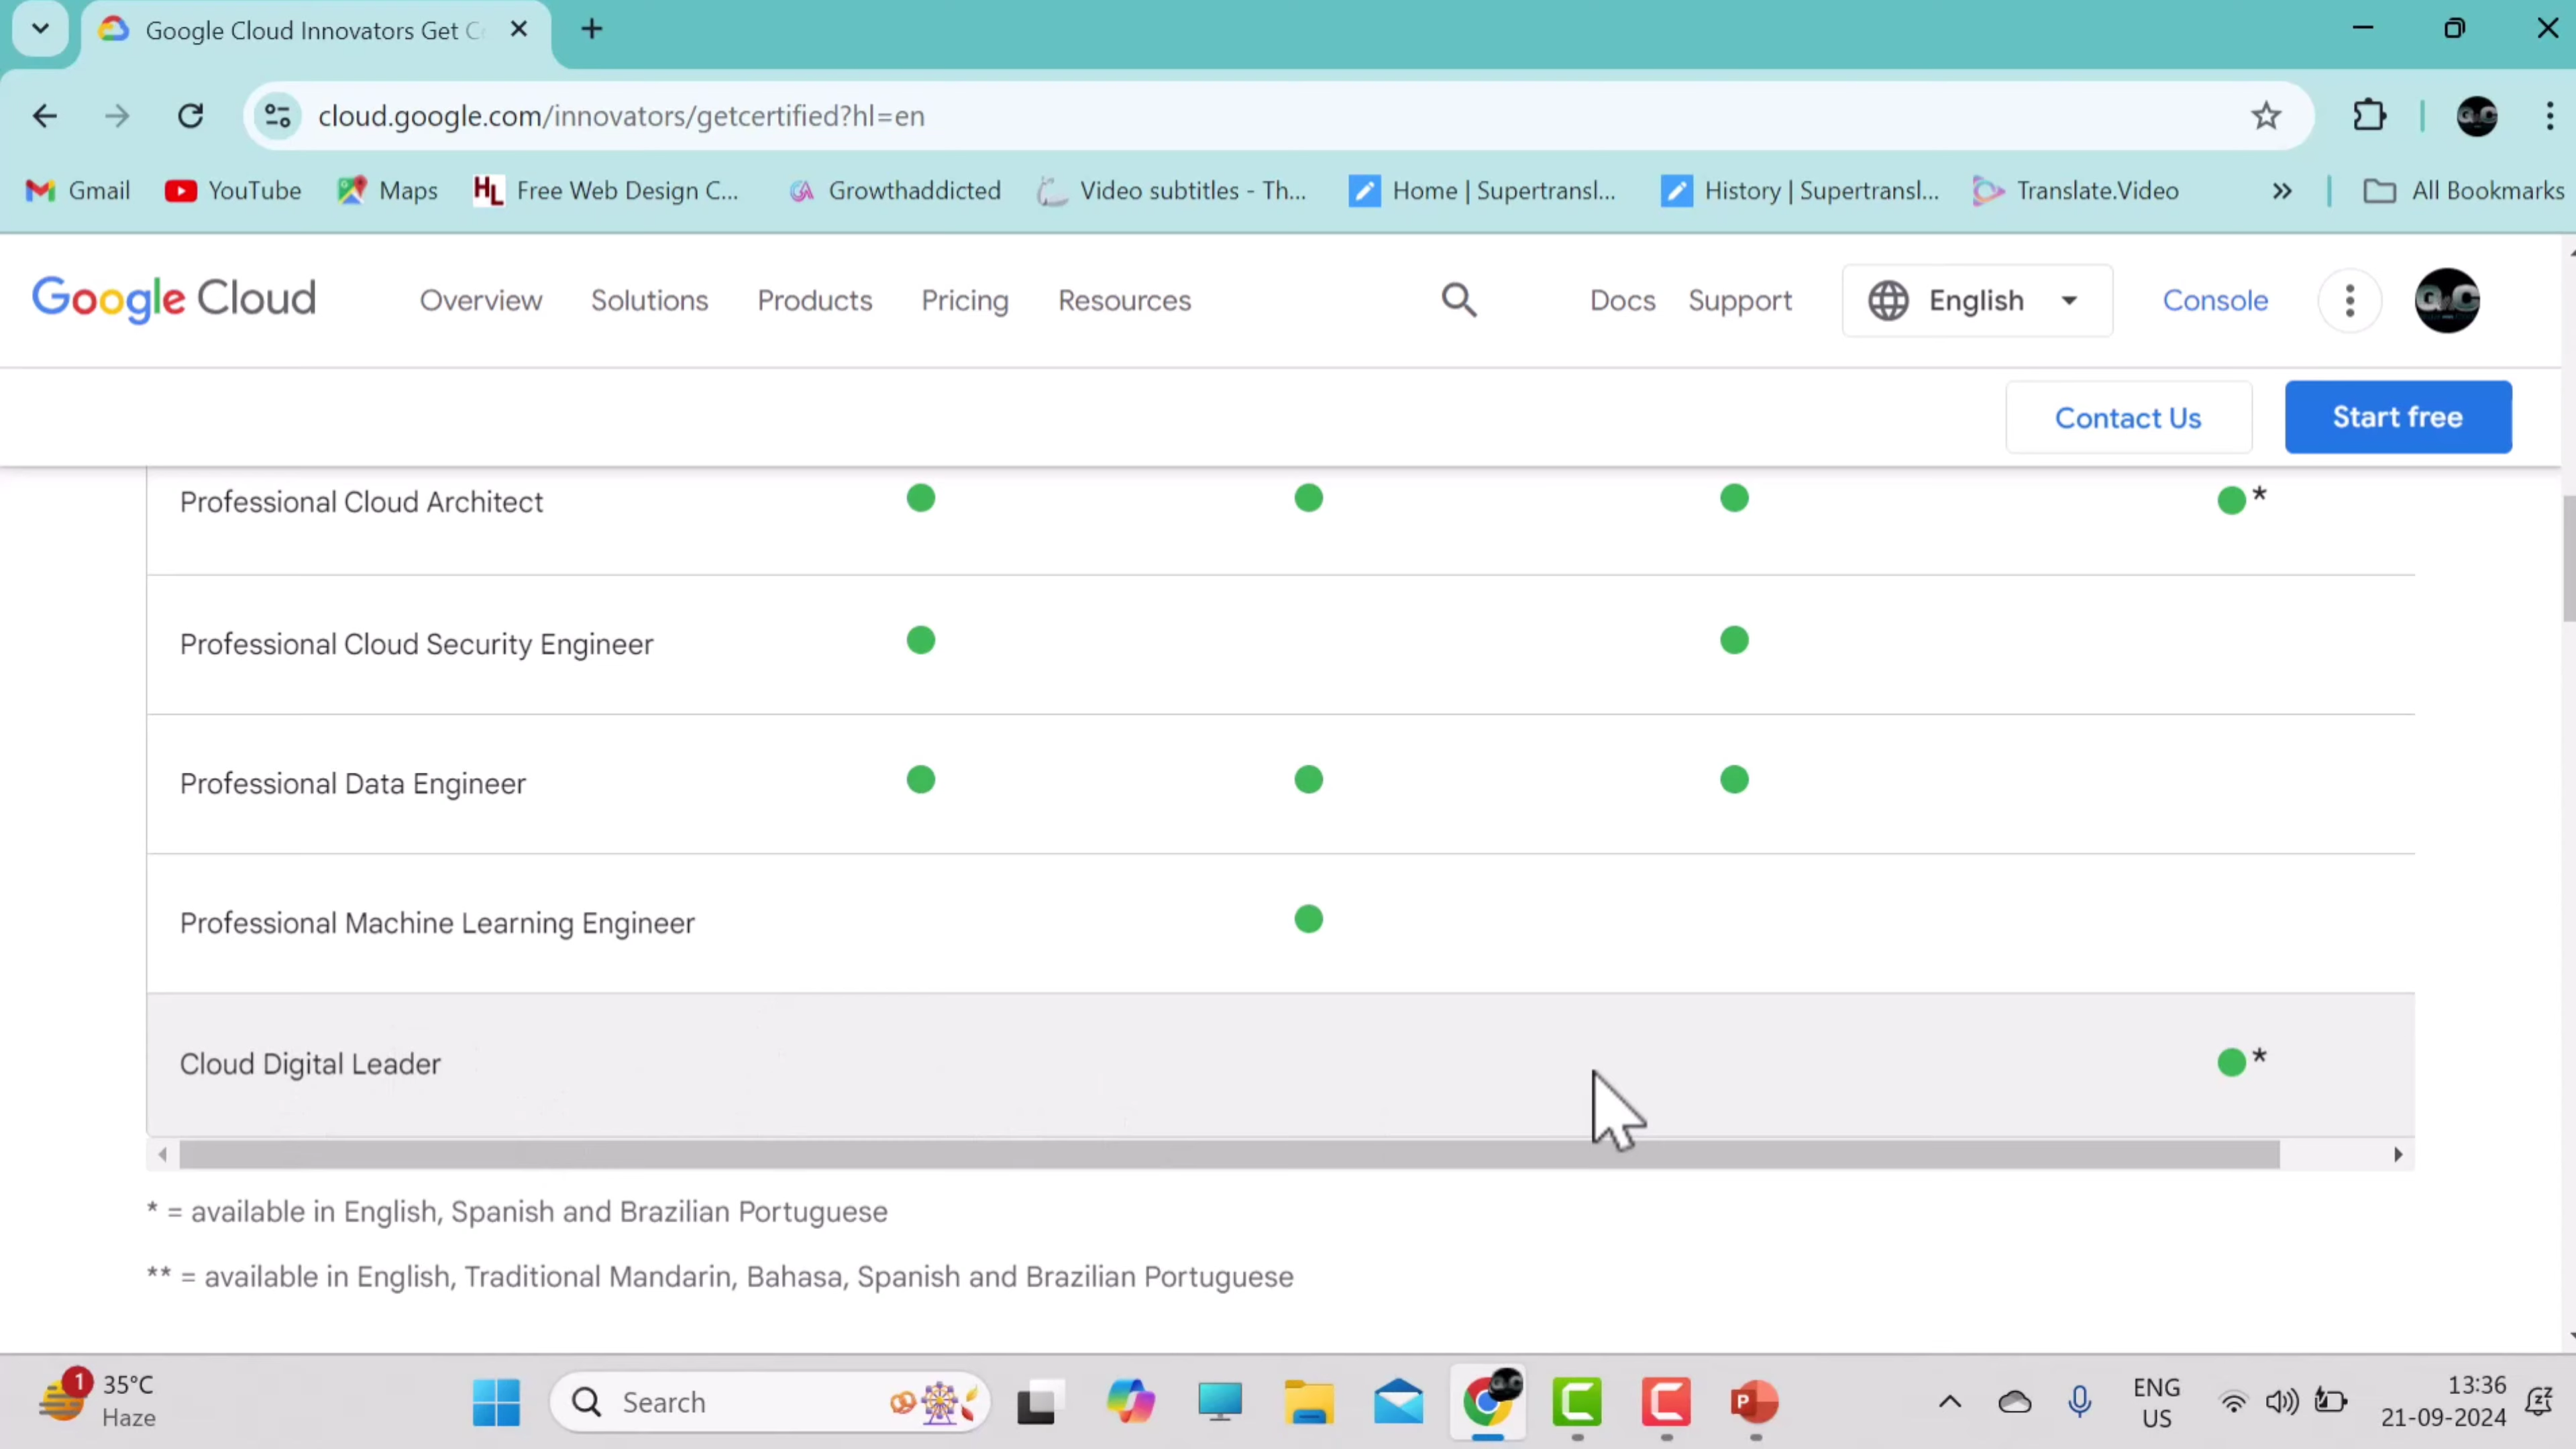 Google Cloud Innovators Get C
cloud.google.com/innovators/getcertified?hl=en
Gmail YouTube Maps HL Free Web Design C... Growthaddicted Video subtitles - Th... Home | Supertransl... History | Supertransl... Translate.Video » All Bookmarks
Google Cloud Overview Solutions Products Pricing Resources Docs Support English Console
Contact Us Start free
Professional Cloud Architect *
Professional Cloud Security Engineer
Professional Data Engineer
Professional Machine Learning Engineer
Cloud Digital Leader *
* = available in English, Spanish and Brazilian Portuguese
** = available in English, Traditional Mandarin, Bahasa, Spanish and Brazilian Portuguese
1 35°C
Haze
Search
ENG
US
13:36
21-09-2024